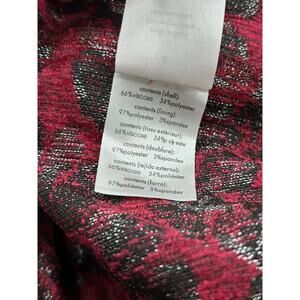 contents (shell):
66%viscose 34%polyester
contents (lining):
97%polyester 3%spandex
contents (tissu exterieur):
66%viscose 34%
contents (doublure):
97%polyester 3%spandex
contents (tejido externo):
66%viscose 34%poliéster
contents (forro):
97%poliéster 3%spandex